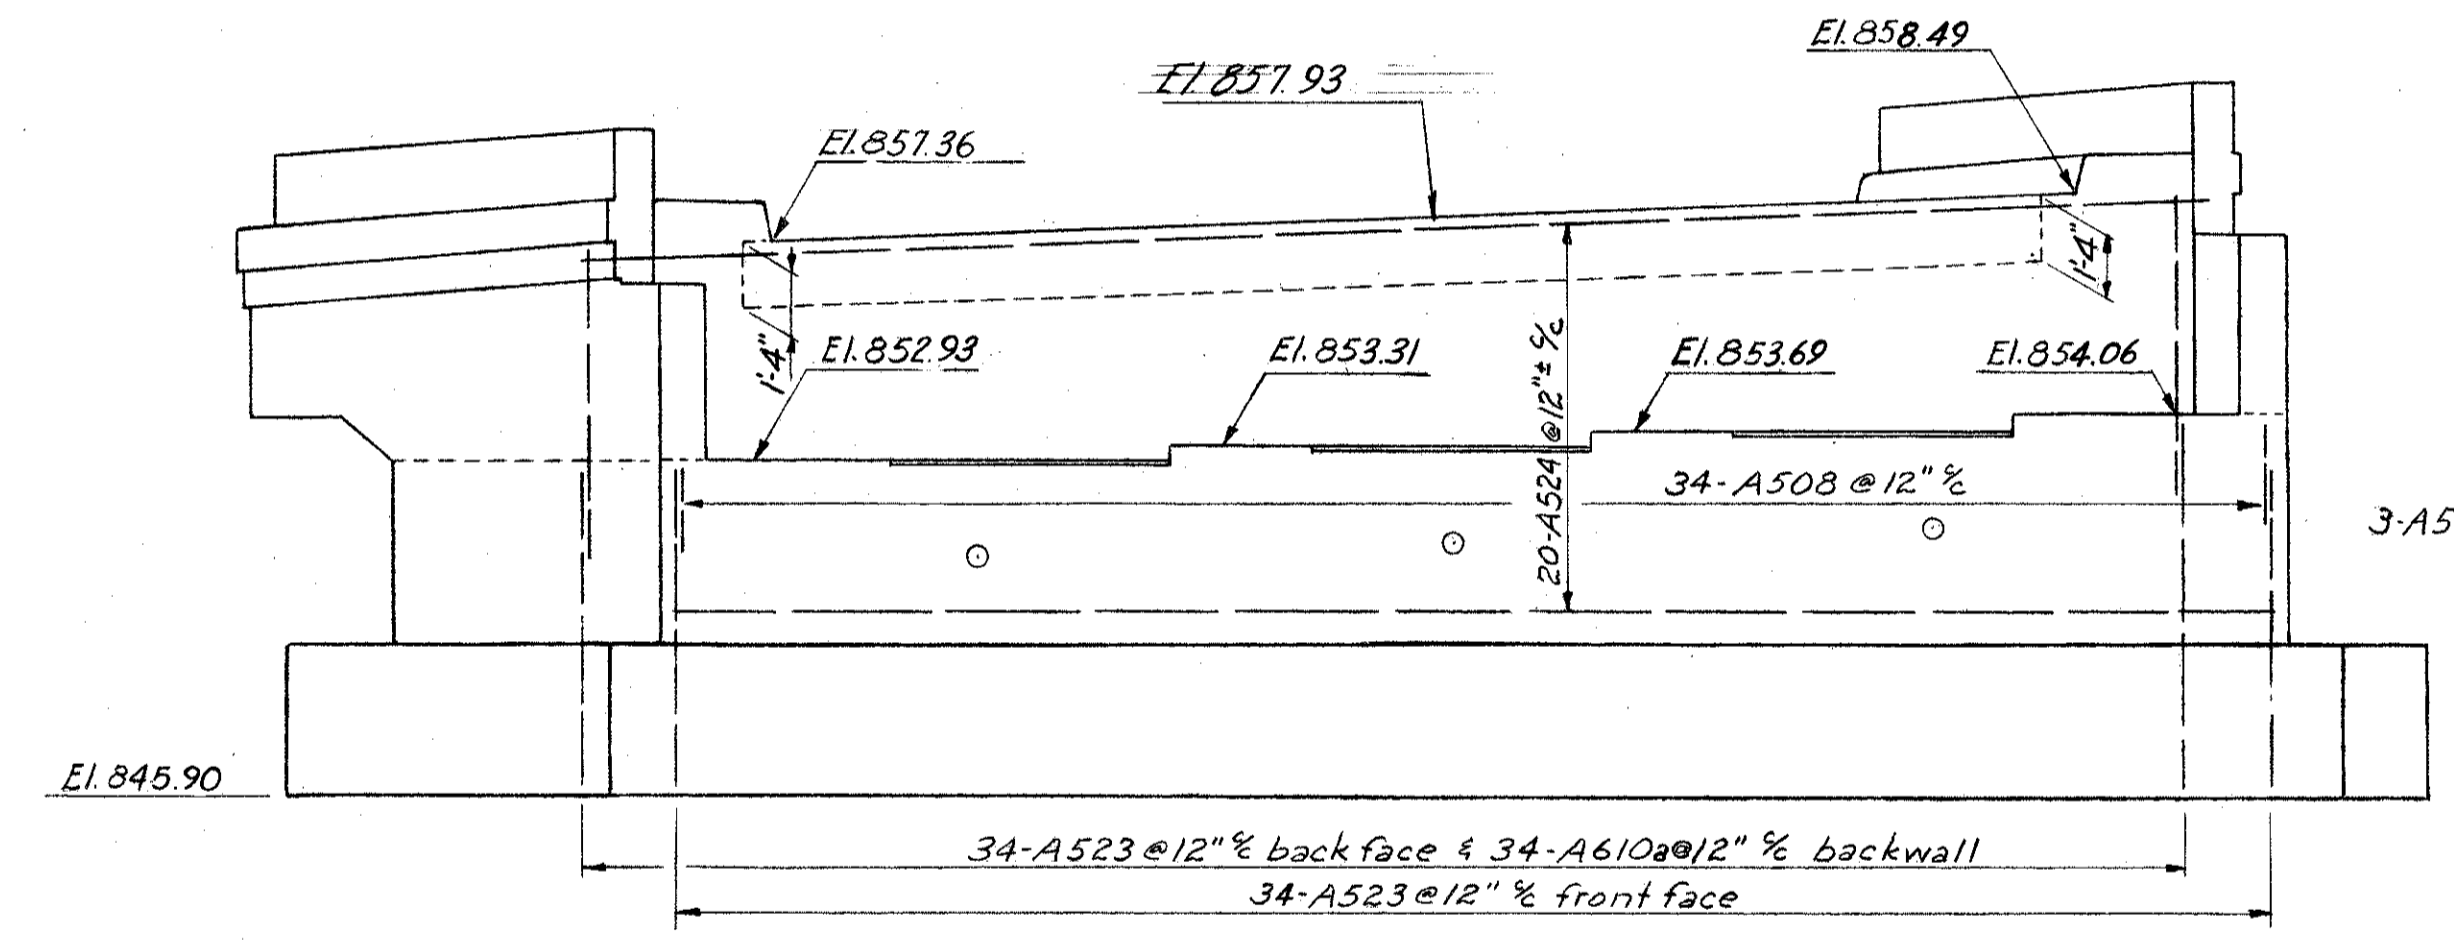 El. 858.49
El. 857.93
El. 857.36
1'-4"
1'-4"
El. 852.93
El. 853.31
El. 853.69
El. 854.06
20-A524 @ 12"± c/c
34-A508 @ 12" c/c
3-A5
El. 845.90
34-A523 @ 12" c/c back face & 34-A610a @ 12" c/c backwall
34-A523 @ 12" c/c front face